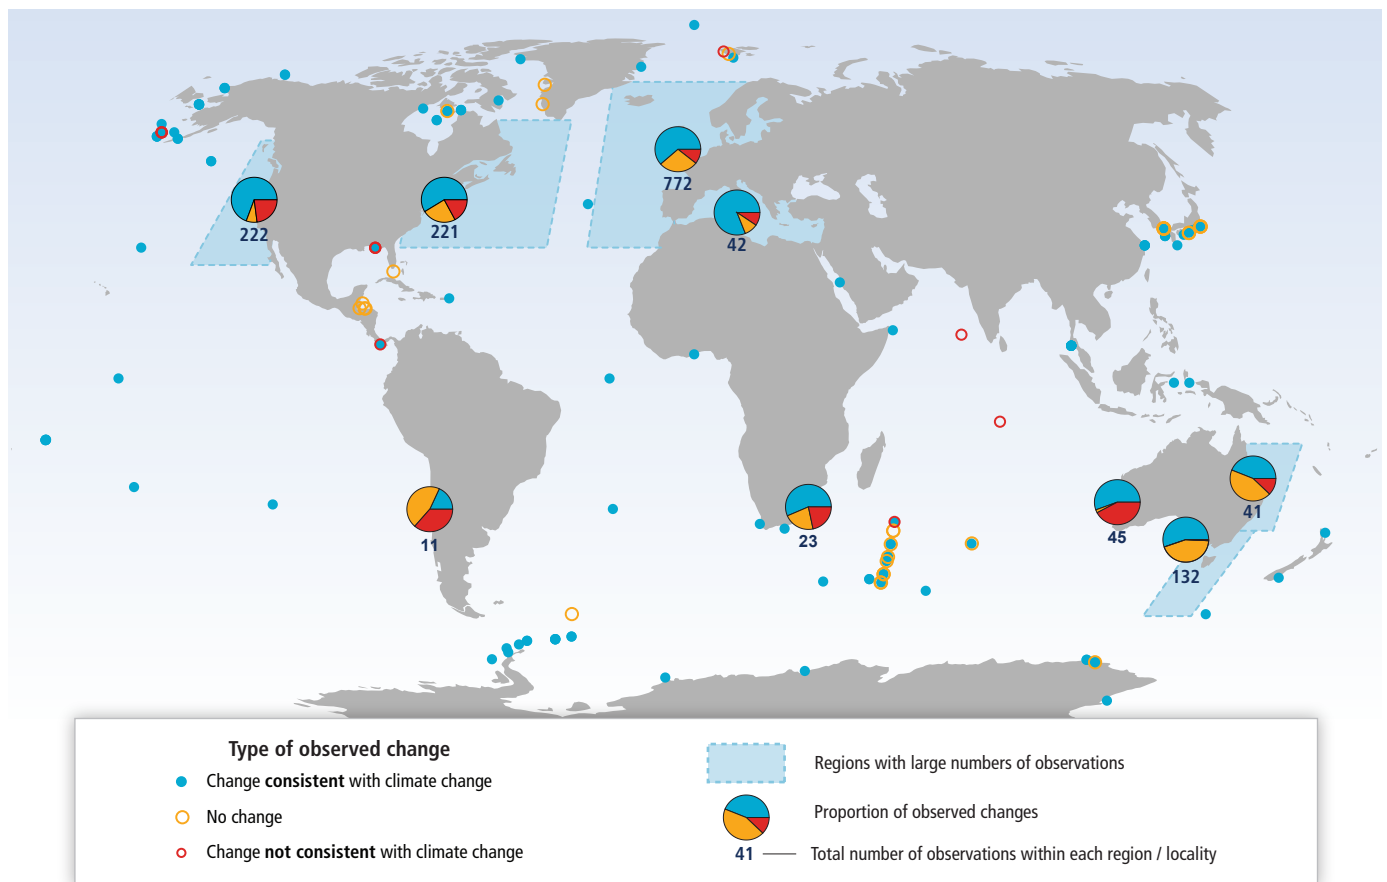 772
222
221
42
11
23
45
41
132
Type of observed change
Change consistent with climate change
No change
Change not consistent with climate change
Regions with large numbers of observations
Proportion of observed changes
41
Total number of observations within each region / locality